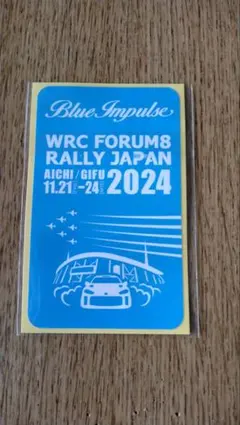 Blue Impulse
WRC FORUM8
RALLY JAPAN
AICHI / GIFU
11.21-24 2024